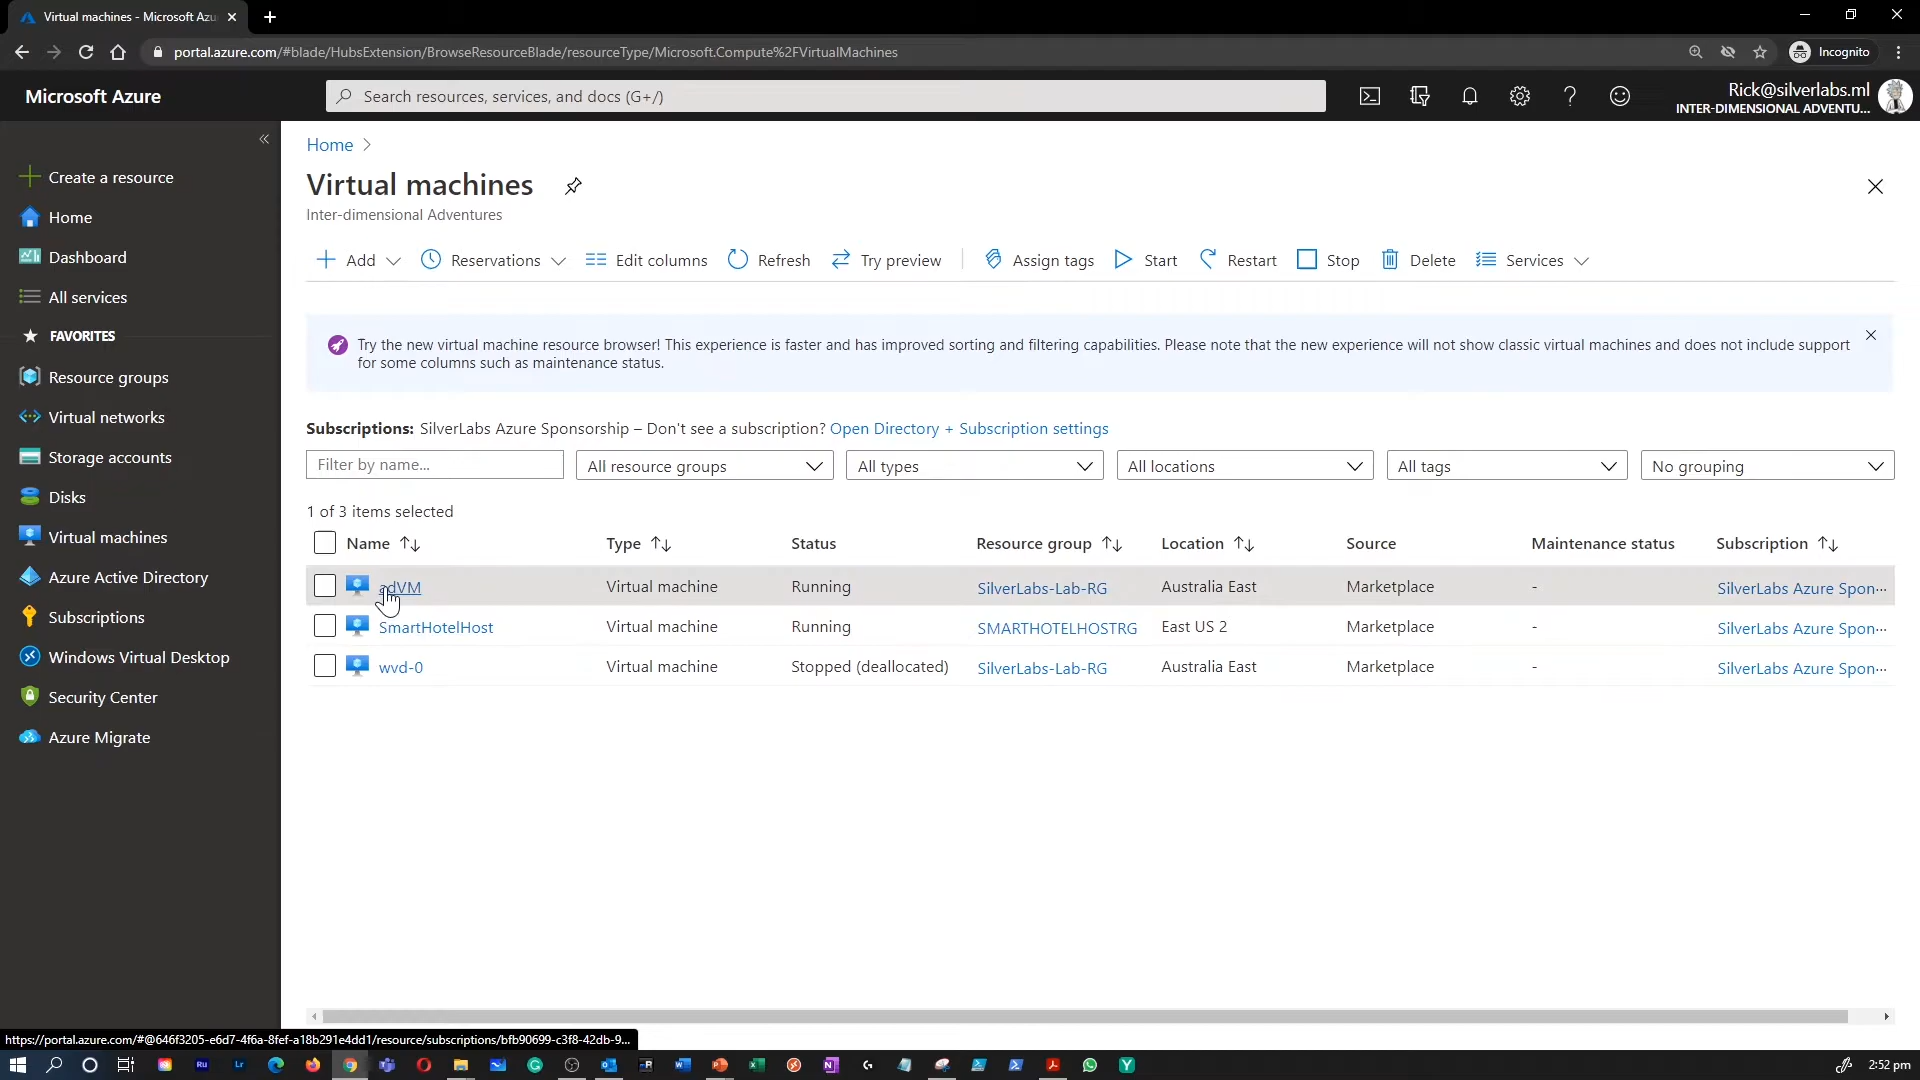 Virtual machines - Microsoft Azu
portal.azure.com/#blade/HubsExtension/BrowseResourceBlade/resourceType/Microsoft.Compute%2FVirtualMachines
Incognito
Microsoft Azure
Search resources, services, and docs (G+/)
Rick@silverlabs.ml
INTER-DIMENSIONAL ADVENTU...
Create a resource
Home
Dashboard
All services
FAVORITES
Resource groups
Virtual networks
Storage accounts
Disks
Virtual machines
Azure Active Directory
Subscriptions
Windows Virtual Desktop
Security Center
Azure Migrate
Home
Virtual machines
Inter-dimensional Adventures
Add Reservations Edit columns Refresh Try preview Assign tags Start Restart Stop Delete Services
Try the new virtual machine resource browser! This experience is faster and has improved sorting and filtering capabilities. Please note that the new experience will not show classic virtual machines and does not include support
for some columns such as maintenance status.
Subscriptions: SilverLabs Azure Sponsorship – Don't see a subscription? Open Directory + Subscription settings
Filter by name... All resource groups All types All locations All tags No grouping
1 of 3 items selected
Name Type Status Resource group Location Source Maintenance status Subscription
adVM Virtual machine Running SilverLabs-Lab-RG Australia East Marketplace - SilverLabs Azure Spon···
SmartHotelHost Virtual machine Running SMARTHOTELHOSTRG East US 2 Marketplace - SilverLabs Azure Spon···
wvd-0 Virtual machine Stopped (deallocated) SilverLabs-Lab-RG Australia East Marketplace - SilverLabs Azure Spon···
https://portal.azure.com/#@646f3205-e6d7-4f6a-8fef-a18b291e4dd1/resource/subscriptions/bfb90699-c3f8-42db-9...
Ru
Lr
2:52 pm